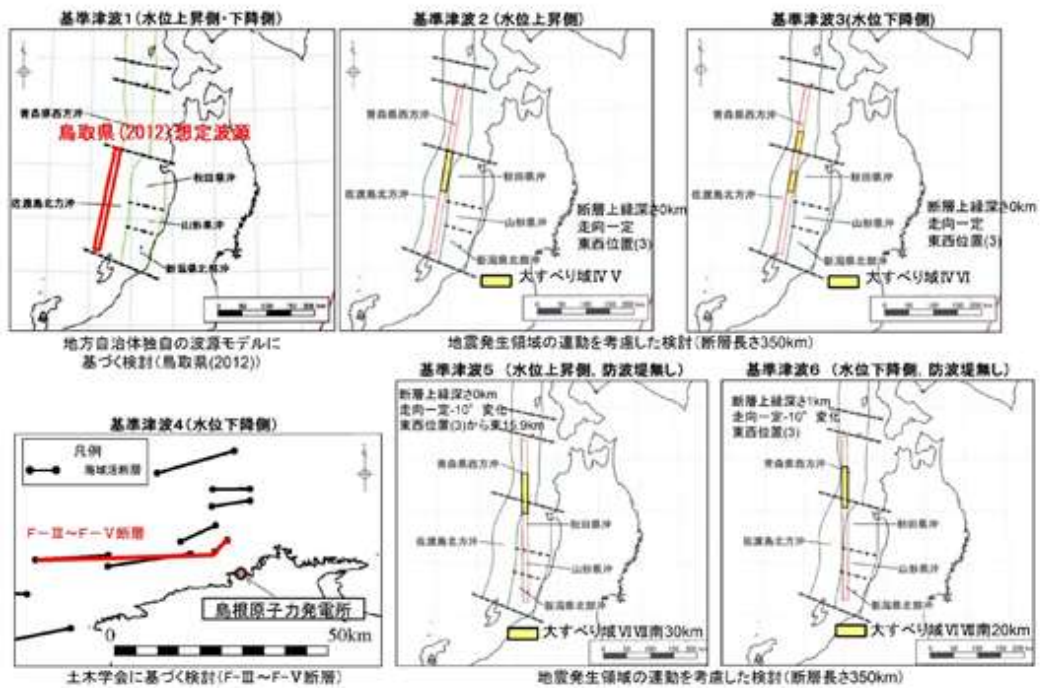 基準津波1(水位上昇側・下降側)
青森県西方沖
鳥取県(2012)想定波源
秋田県沖
佐渡島北方沖
山形県沖
新潟県北部沖
地方自治体独自の波源モデルに
基づく検討(鳥取県(2012))
基準津波2(水位上昇側)
青森県西方沖
秋田県沖
佐渡島北方沖
山形県沖
断層上縁深さ0km
走向一定
東西位置(3)
新潟県北部沖
大すべり域ⅣⅤ
基準津波3(水位下降側)
青森県西方沖
秋田県沖
佐渡島北方沖
山形県沖
断層上縁深さ0km
走向一定
東西位置(3)
新潟県北部沖
大すべり域ⅣⅥ
地震発生領域の連動を考慮した検討(断層長さ350km)
基準津波4(水位下降側)
凡例
海域活断層
F-Ⅲ~F-Ⅴ断層
島根原子力発電所
0 50km
土木学会に基づく検討(F-Ⅲ~F-Ⅴ断層)
基準津波5 (水位上昇側, 防波堤無し)
断層上縁深さ0km
走向一定-10°変化
東西位置(3)から東15.9km
青森県西方沖
秋田県沖
佐渡島北方沖
山形県沖
新潟県北部沖
大すべり域ⅥⅦ南30km
基準津波6 (水位下降側, 防波堤無し)
断層上縁深さ1km
走向一定-10°変化
東西位置(3)
青森県西方沖
秋田県沖
佐渡島北方沖
山形県沖
新潟県北部沖
大すべり域ⅥⅦ南20km
地震発生領域の連動を考慮した検討(断層長さ350km)